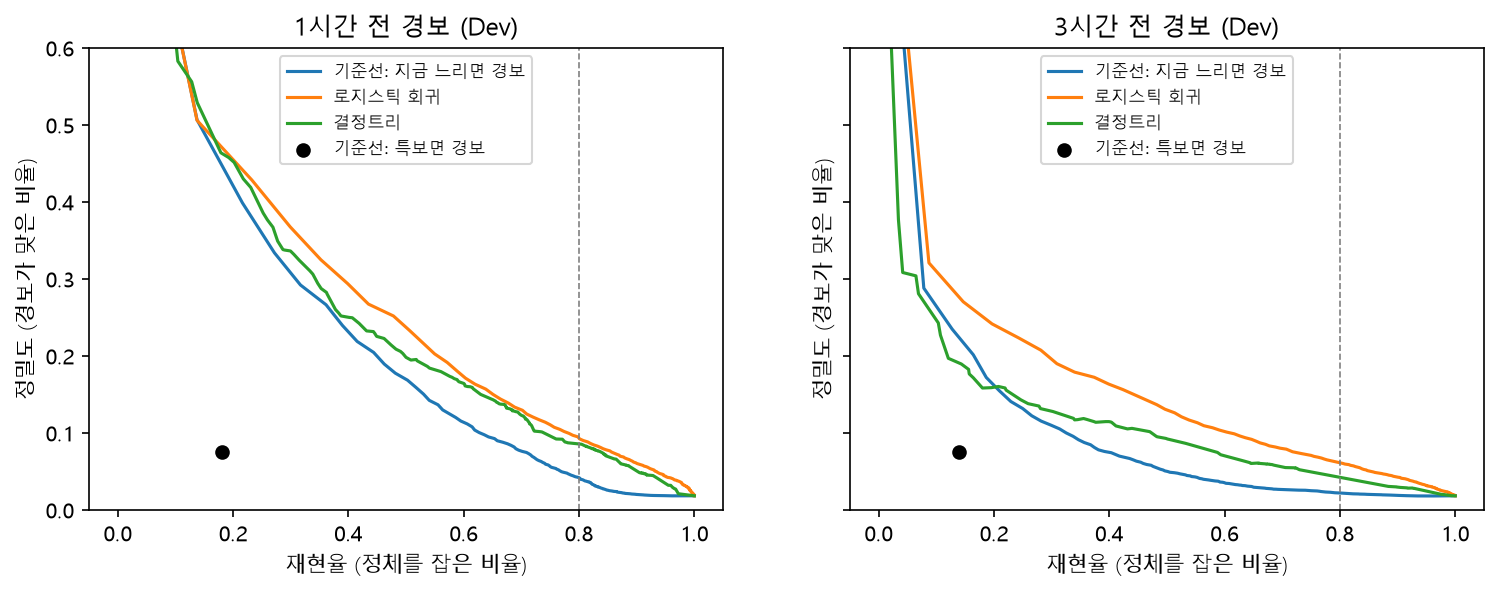 1시간 전 경보 (Dev)
정밀도 (경보가 맞은 비율)
0.6
0.5
0.4
0.3
0.2
0.1
0.0
기준선: 지금 느리면 경보
로지스틱 회귀
결정트리
기준선: 특보면 경보
0.0 0.2 0.4 0.6 0.8 1.0
재현율 (정체를 잡은 비율)
3시간 전 경보 (Dev)
정밀도 (경보가 맞은 비율)
기준선: 지금 느리면 경보
로지스틱 회귀
결정트리
기준선: 특보면 경보
0.0 0.2 0.4 0.6 0.8 1.0
재현율 (정체를 잡은 비율)